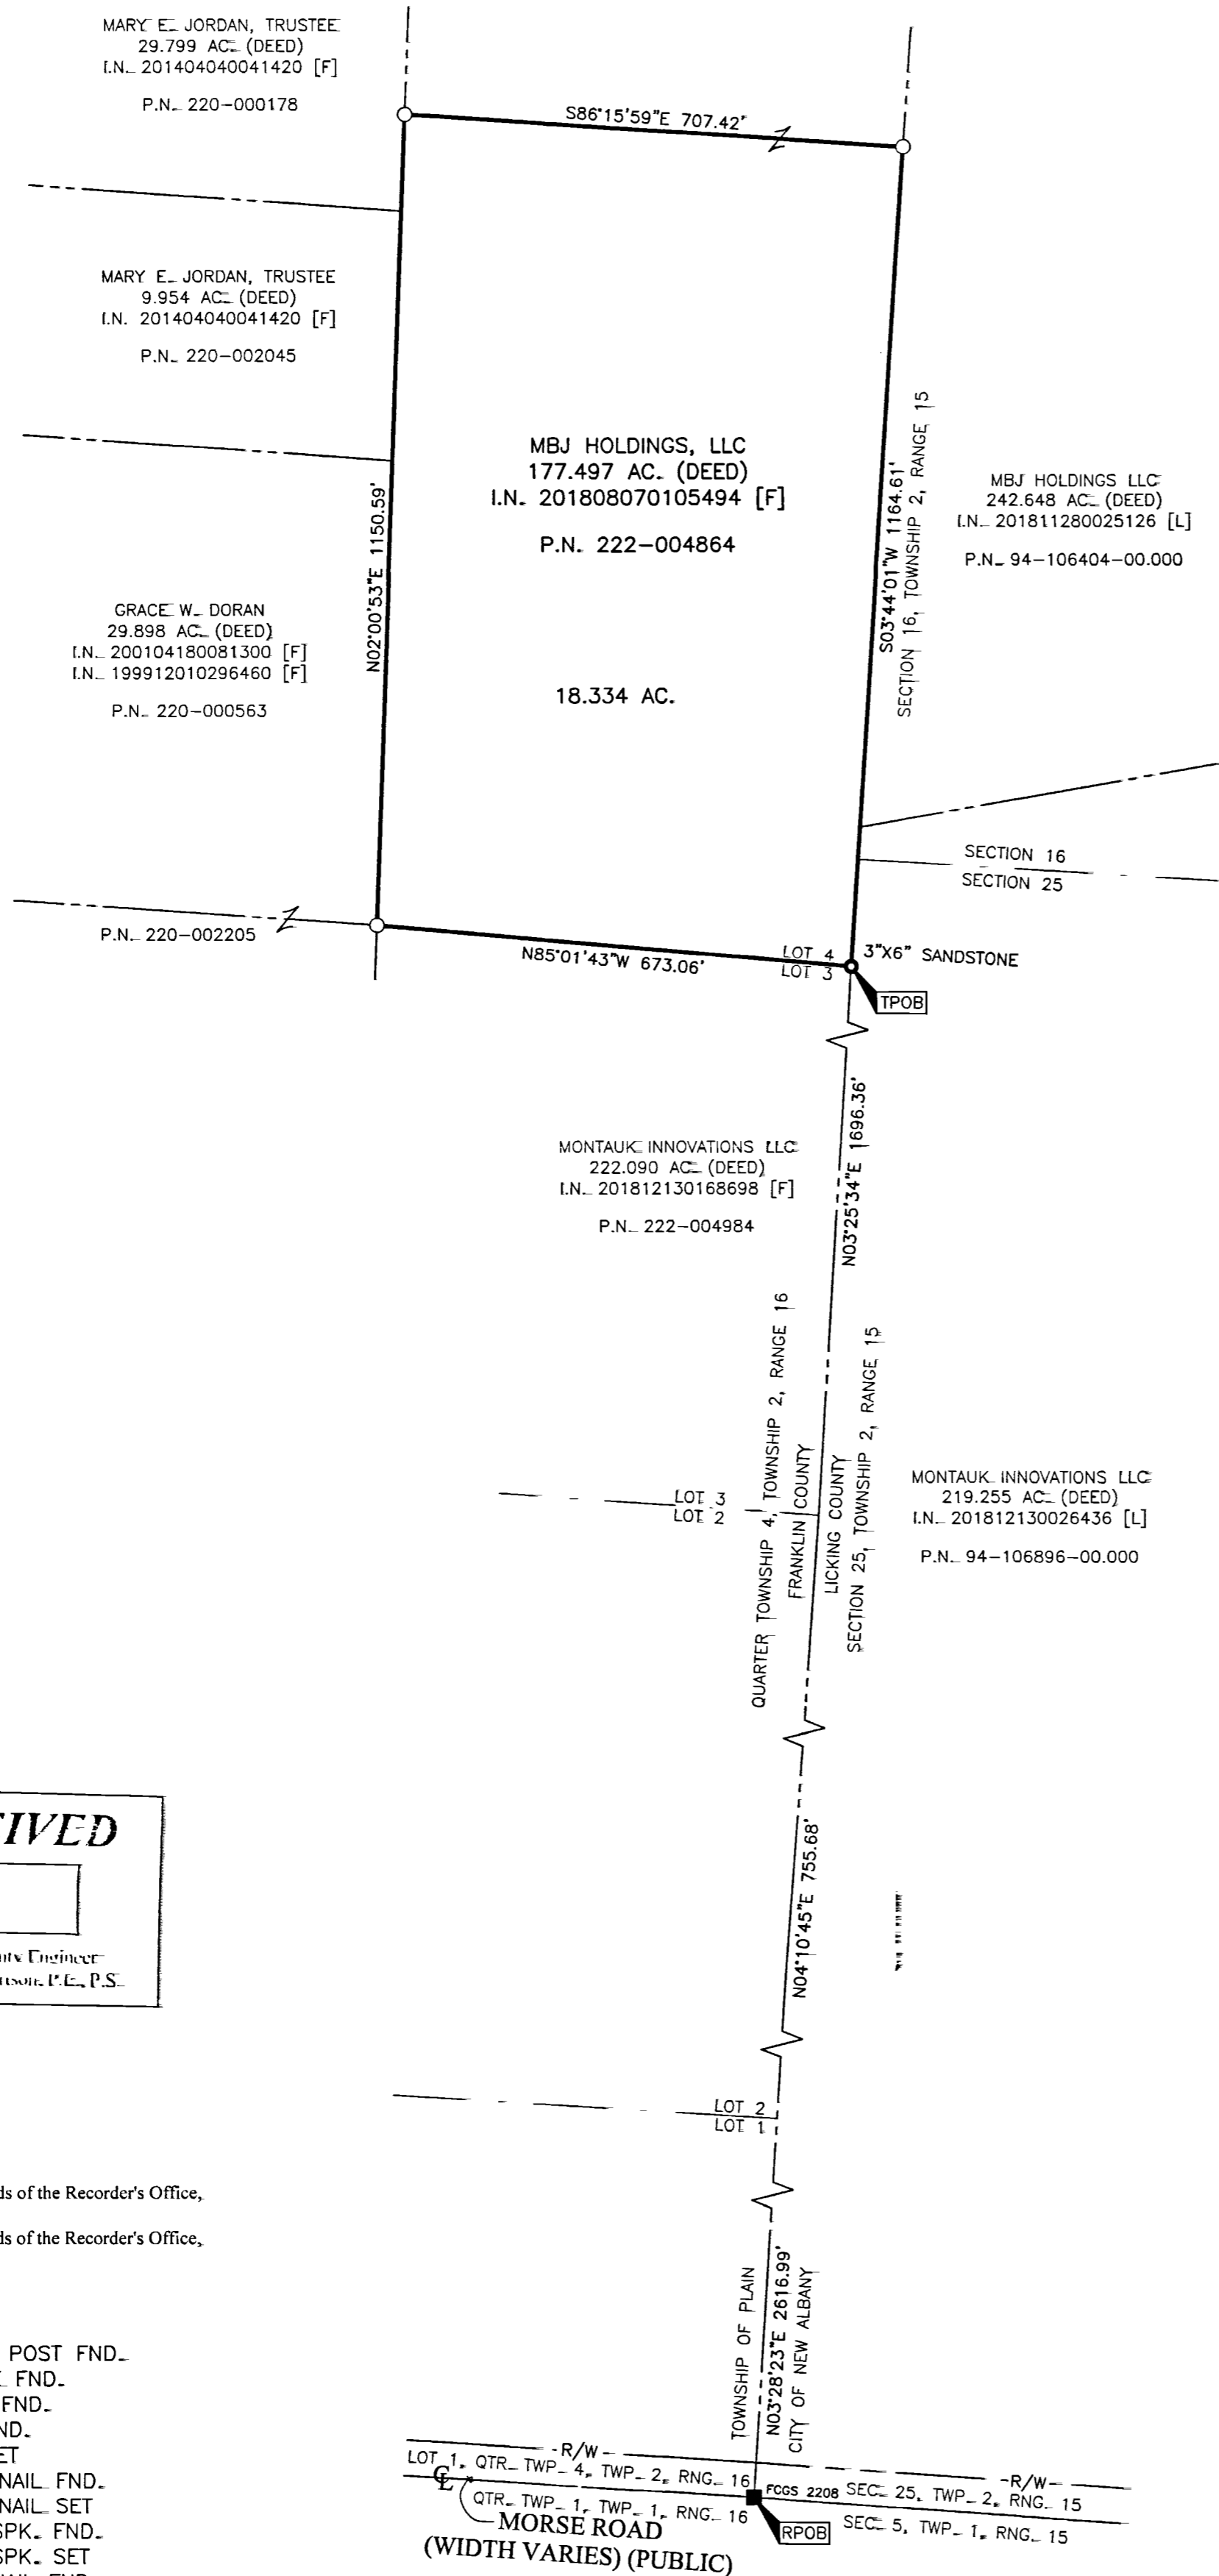 MARY E. JORDAN, TRUSTEE
29.799 AC. (DEED)
I.N. 201404040041420 [F]
P.N. 220-000178
S86°15'59"E 707.42'
MARY E. JORDAN, TRUSTEE
9.954 AC. (DEED)
I.N. 201404040041420 [F]
P.N. 220-002045
MBJ HOLDINGS, LLC
177.497 AC. (DEED)
I.N. 201808070105494 [F]
P.N. 222-004864
18.334 AC.
N02°00'53"E 1150.59'
S03°44'01"W 1164.61'
SECTION 16, TOWNSHIP 2, RANGE 15
MBJ HOLDINGS LLC
242.648 AC. (DEED)
I.N. 201811280025126 [L]
P.N. 94-106404-00.000
GRACE W. DORAN
29.898 AC. (DEED)
I.N. 200104180081300 [F]
I.N. 199912010296460 [F]
P.N. 220-000563
SECTION 16
SECTION 25
P.N. 220-002205
N85°01'43"W 673.06'
LOT 4
LOT 3
3"X6" SANDSTONE
TPOB
MONTAUK INNOVATIONS LLC
222.090 AC. (DEED)
I.N. 201812130168698 [F]
P.N. 222-004984
N03°25'34"E 1696.36'
QUARTER TOWNSHIP 4, TOWNSHIP 2, RANGE 16
FRANKLIN COUNTY
LICKING COUNTY
SECTION 25, TOWNSHIP 2, RANGE 15
LOT 3
LOT 2
MONTAUK INNOVATIONS LLC
219.255 AC. (DEED)
I.N. 201812130026436 [L]
P.N. 94-106896-00.000
N04°10'45"E 755.68'
IVED
Engineer
P.E., P.S.
LOT 2
LOT 1
ds of the Recorder's Office,
ds of the Recorder's Office,
TOWNSHIP OF PLAIN
N03°28'23"E 2616.99'
CITY OF NEW ALBANY
POST FND.
FND.
FND.
ND.
ET
NAIL FND.
NAIL SET
SPK. FND.
SPK. SET
-R/W-
-R/W-
LOT 1, QTR. TWP. 4, TWP. 2, RNG. 16
FCGS 2208
SEC. 25, TWP. 2, RNG. 15
QTR. TWP. 1, TWP. 1, RNG. 16
SEC. 5, TWP. 1, RNG. 15
RPOB
MORSE ROAD
(WIDTH VARIES) (PUBLIC)